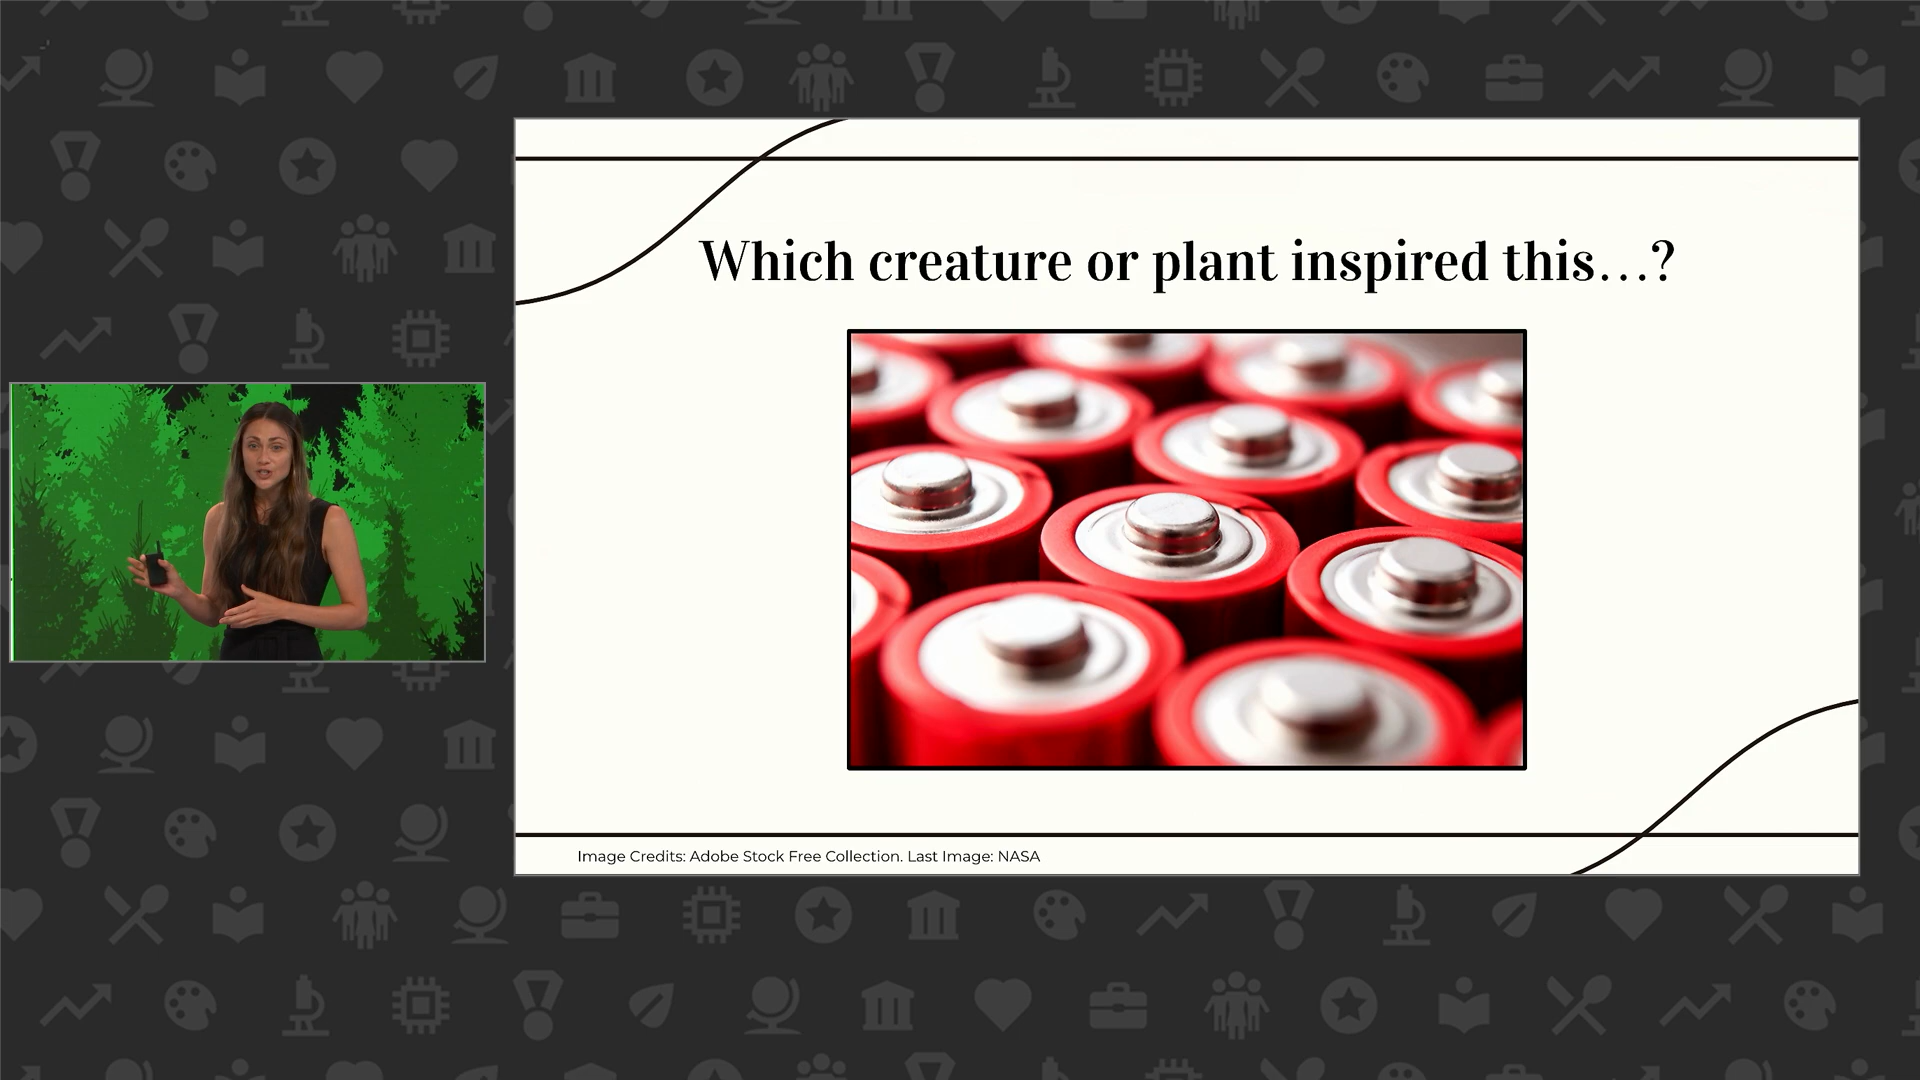 Which creature or plant inspired this...?
Image Credits: Adobe Stock Free Collection. Last Image: NASA